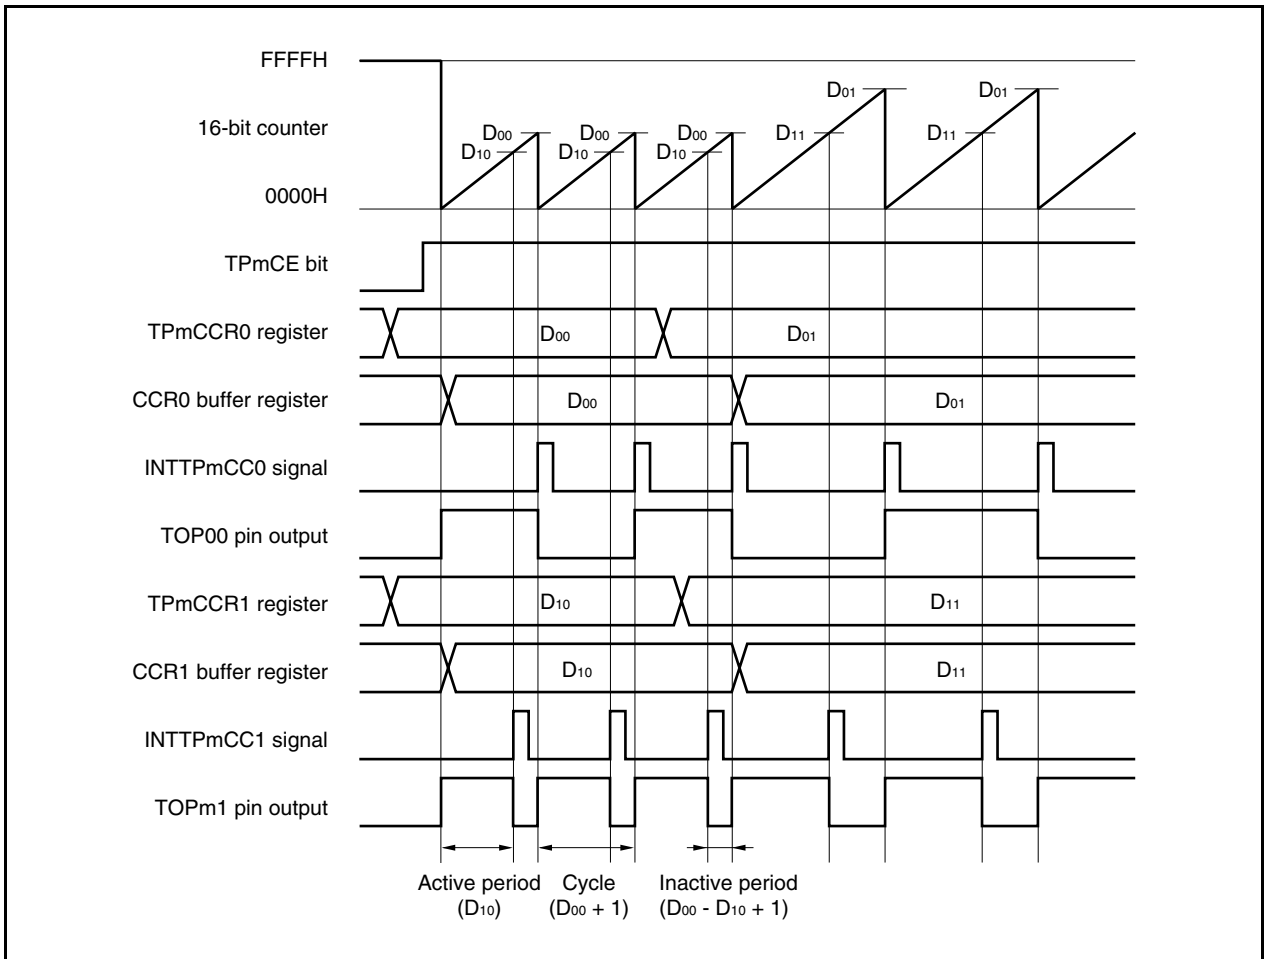 FFFFH
D01 D01
16-bit counter D00 D00 D00 D11 D11
D10 D10 D10
0000H
TPmCE bit
TPmCCR0 register D00 D01
CCR0 buffer register D00 D01
INTTPmCC0 signal
TOP00 pin output
TPmCCR1 register D10 D11
CCR1 buffer register D10 D11
INTTPmCC1 signal
TOPm1 pin output
Active period Cycle Inactive period
(D10) (D00 + 1) (D00 - D10 + 1)